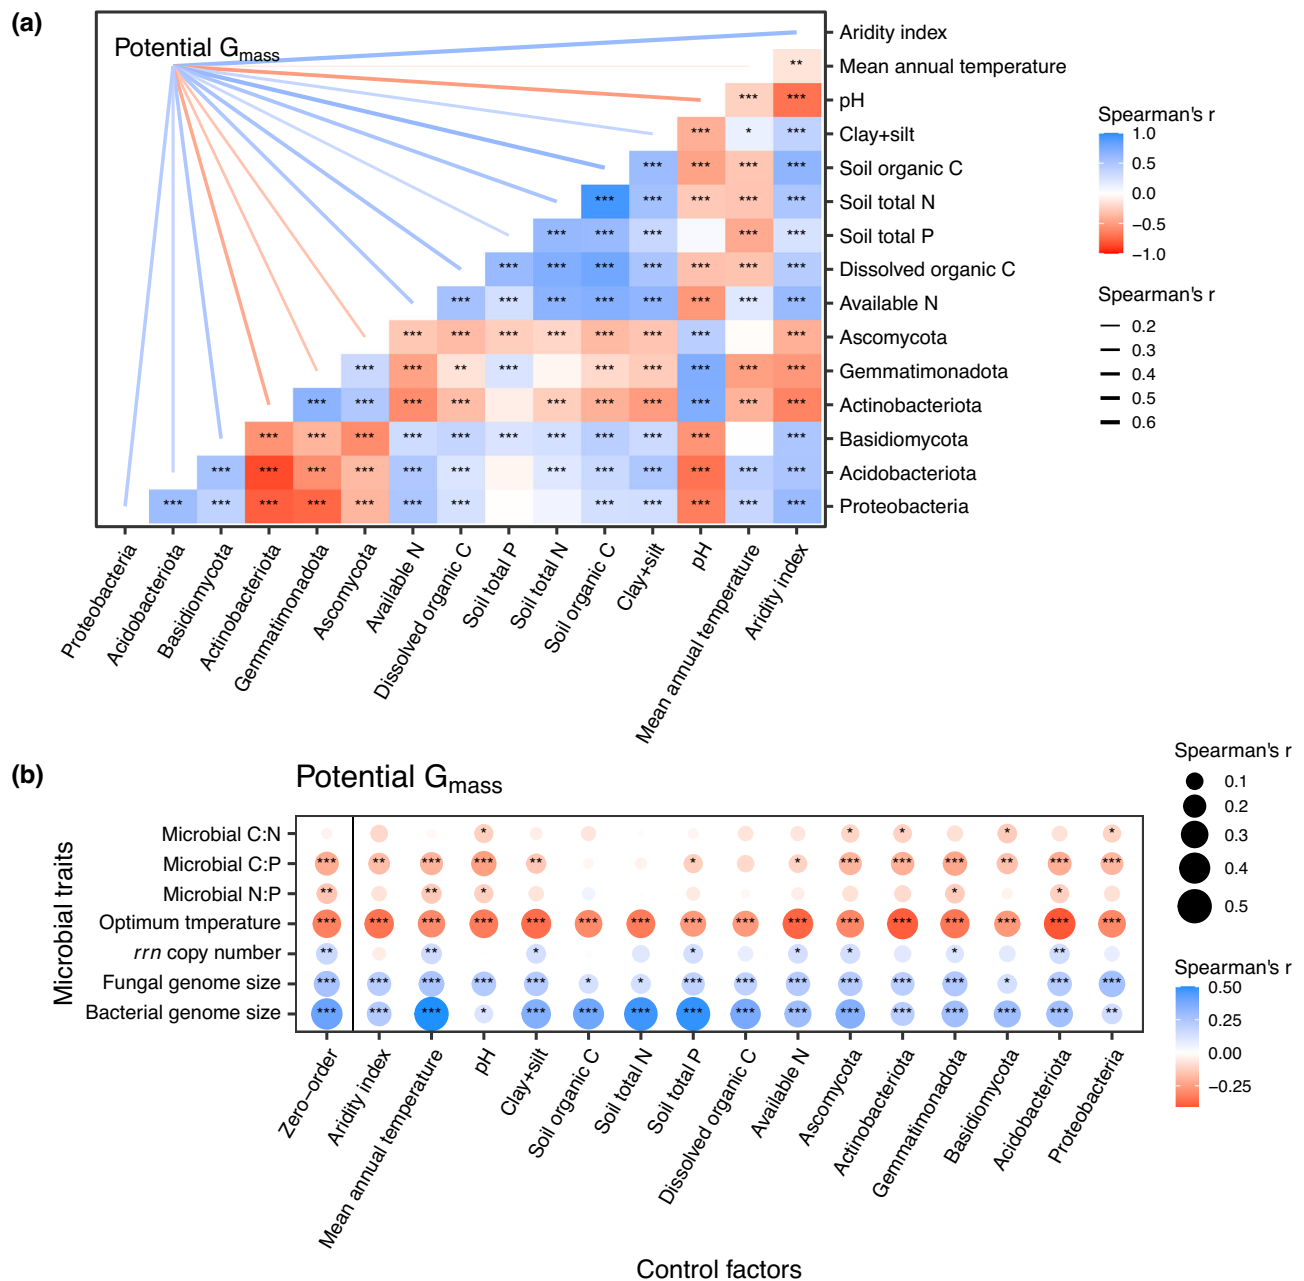 (a)
Potential Gmass
Aridity index
Mean annual temperature
pH
Clay+silt
Soil organic C
Soil total N
Soil total P
Dissolved organic C
Available N
Ascomycota
Gemmatimonadota
Actinobacteriota
Basidiomycota
Acidobacteriota
Proteobacteria
** 
*** ***
*** * ***
*** *** *** ***
*** *** *** *** ***
*** *** *** *** ***
*** *** *** *** *** *** ***
*** *** *** *** *** *** *** ***
*** *** *** *** *** *** *** ***
*** *** ** *** *** *** *** *** ***
*** *** *** *** *** *** *** *** *** ***
*** *** *** *** *** *** *** *** *** *** ***
*** *** *** *** *** *** *** *** *** *** *** ***
*** *** *** *** *** *** *** *** *** *** *** ***
Proteobacteria
Acidobacteriota
Basidiomycota
Actinobacteriota
Gemmatimonadota
Ascomycota
Available N
Dissolved organic C
Soil total P
Soil total N
Soil organic C
Clay+silt
pH
Mean annual temperature
Aridity index
Spearman's r
1.0
0.5
0.0
−0.5
−1.0
Spearman's r
0.2
0.3
0.4
0.5
0.6
(b)
Potential Gmass
Microbial traits
Microbial C:N
* * * * *
Microbial C:P
*** ** *** *** ** * * *** *** *** ** *** ***
Microbial N:P
** ** * * *
Optimum tmperature
*** *** *** *** *** *** *** *** *** *** *** *** *** *** *** ***
rrn copy number
** ** * * * * * **
Fungal genome size
*** *** *** *** *** * * *** *** *** *** *** *** * *** ***
Bacterial genome size
*** *** *** * *** *** *** *** *** *** *** *** *** *** *** **
Zero−order
Aridity index
Mean annual temperature
pH
Clay+silt
Soil organic C
Soil total N
Soil total P
Dissolved organic C
Available N
Ascomycota
Actinobacteriota
Gemmatimonadota
Basidiomycota
Acidobacteriota
Proteobacteria
Control factors
Spearman's r
0.1
0.2
0.3
0.4
0.5
Spearman's r
0.50
0.25
0.00
−0.25